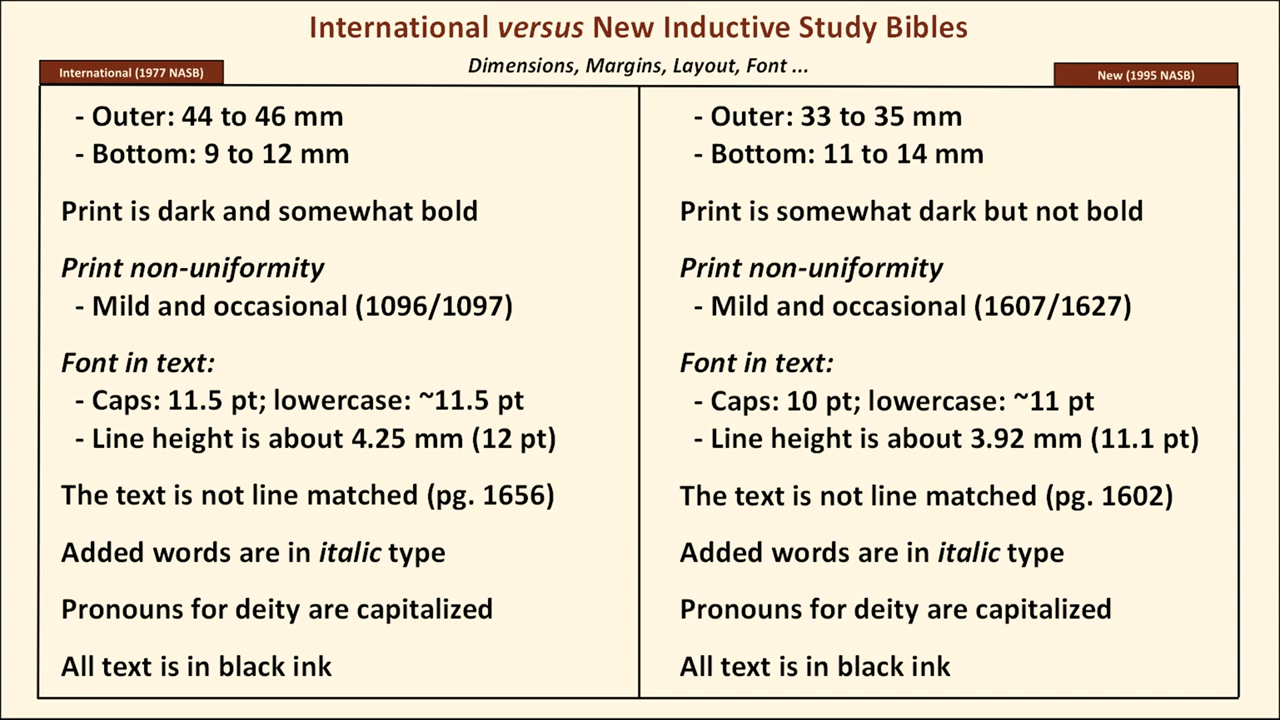 International versus New Inductive Study Bibles
Dimensions, Margins, Layout, Font ...
International (1977 NASB)
- Outer: 44 to 46 mm
- Bottom: 9 to 12 mm
Print is dark and somewhat bold
Print non-uniformity
- Mild and occasional (1096/1097)
Font in text:
- Caps: 11.5 pt; lowercase: ~11.5 pt
- Line height is about 4.25 mm (12 pt)
The text is not line matched (pg. 1656)
Added words are in italic type
Pronouns for deity are capitalized
All text is in black ink
New (1995 NASB)
- Outer: 33 to 35 mm
- Bottom: 11 to 14 mm
Print is somewhat dark but not bold
Print non-uniformity
- Mild and occasional (1607/1627)
Font in text:
- Caps: 10 pt; lowercase: ~11 pt
- Line height is about 3.92 mm (11.1 pt)
The text is not line matched (pg. 1602)
Added words are in italic type
Pronouns for deity are capitalized
All text is in black ink